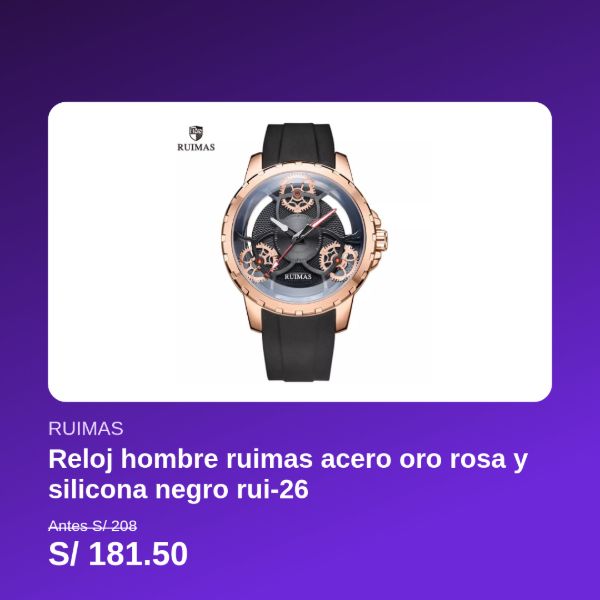 RUIMAS
RUIMAS
RUIMAS
Reloj hombre ruimas acero oro rosa y
silicona negro rui-26
Antes S/ 208
S/ 181.50